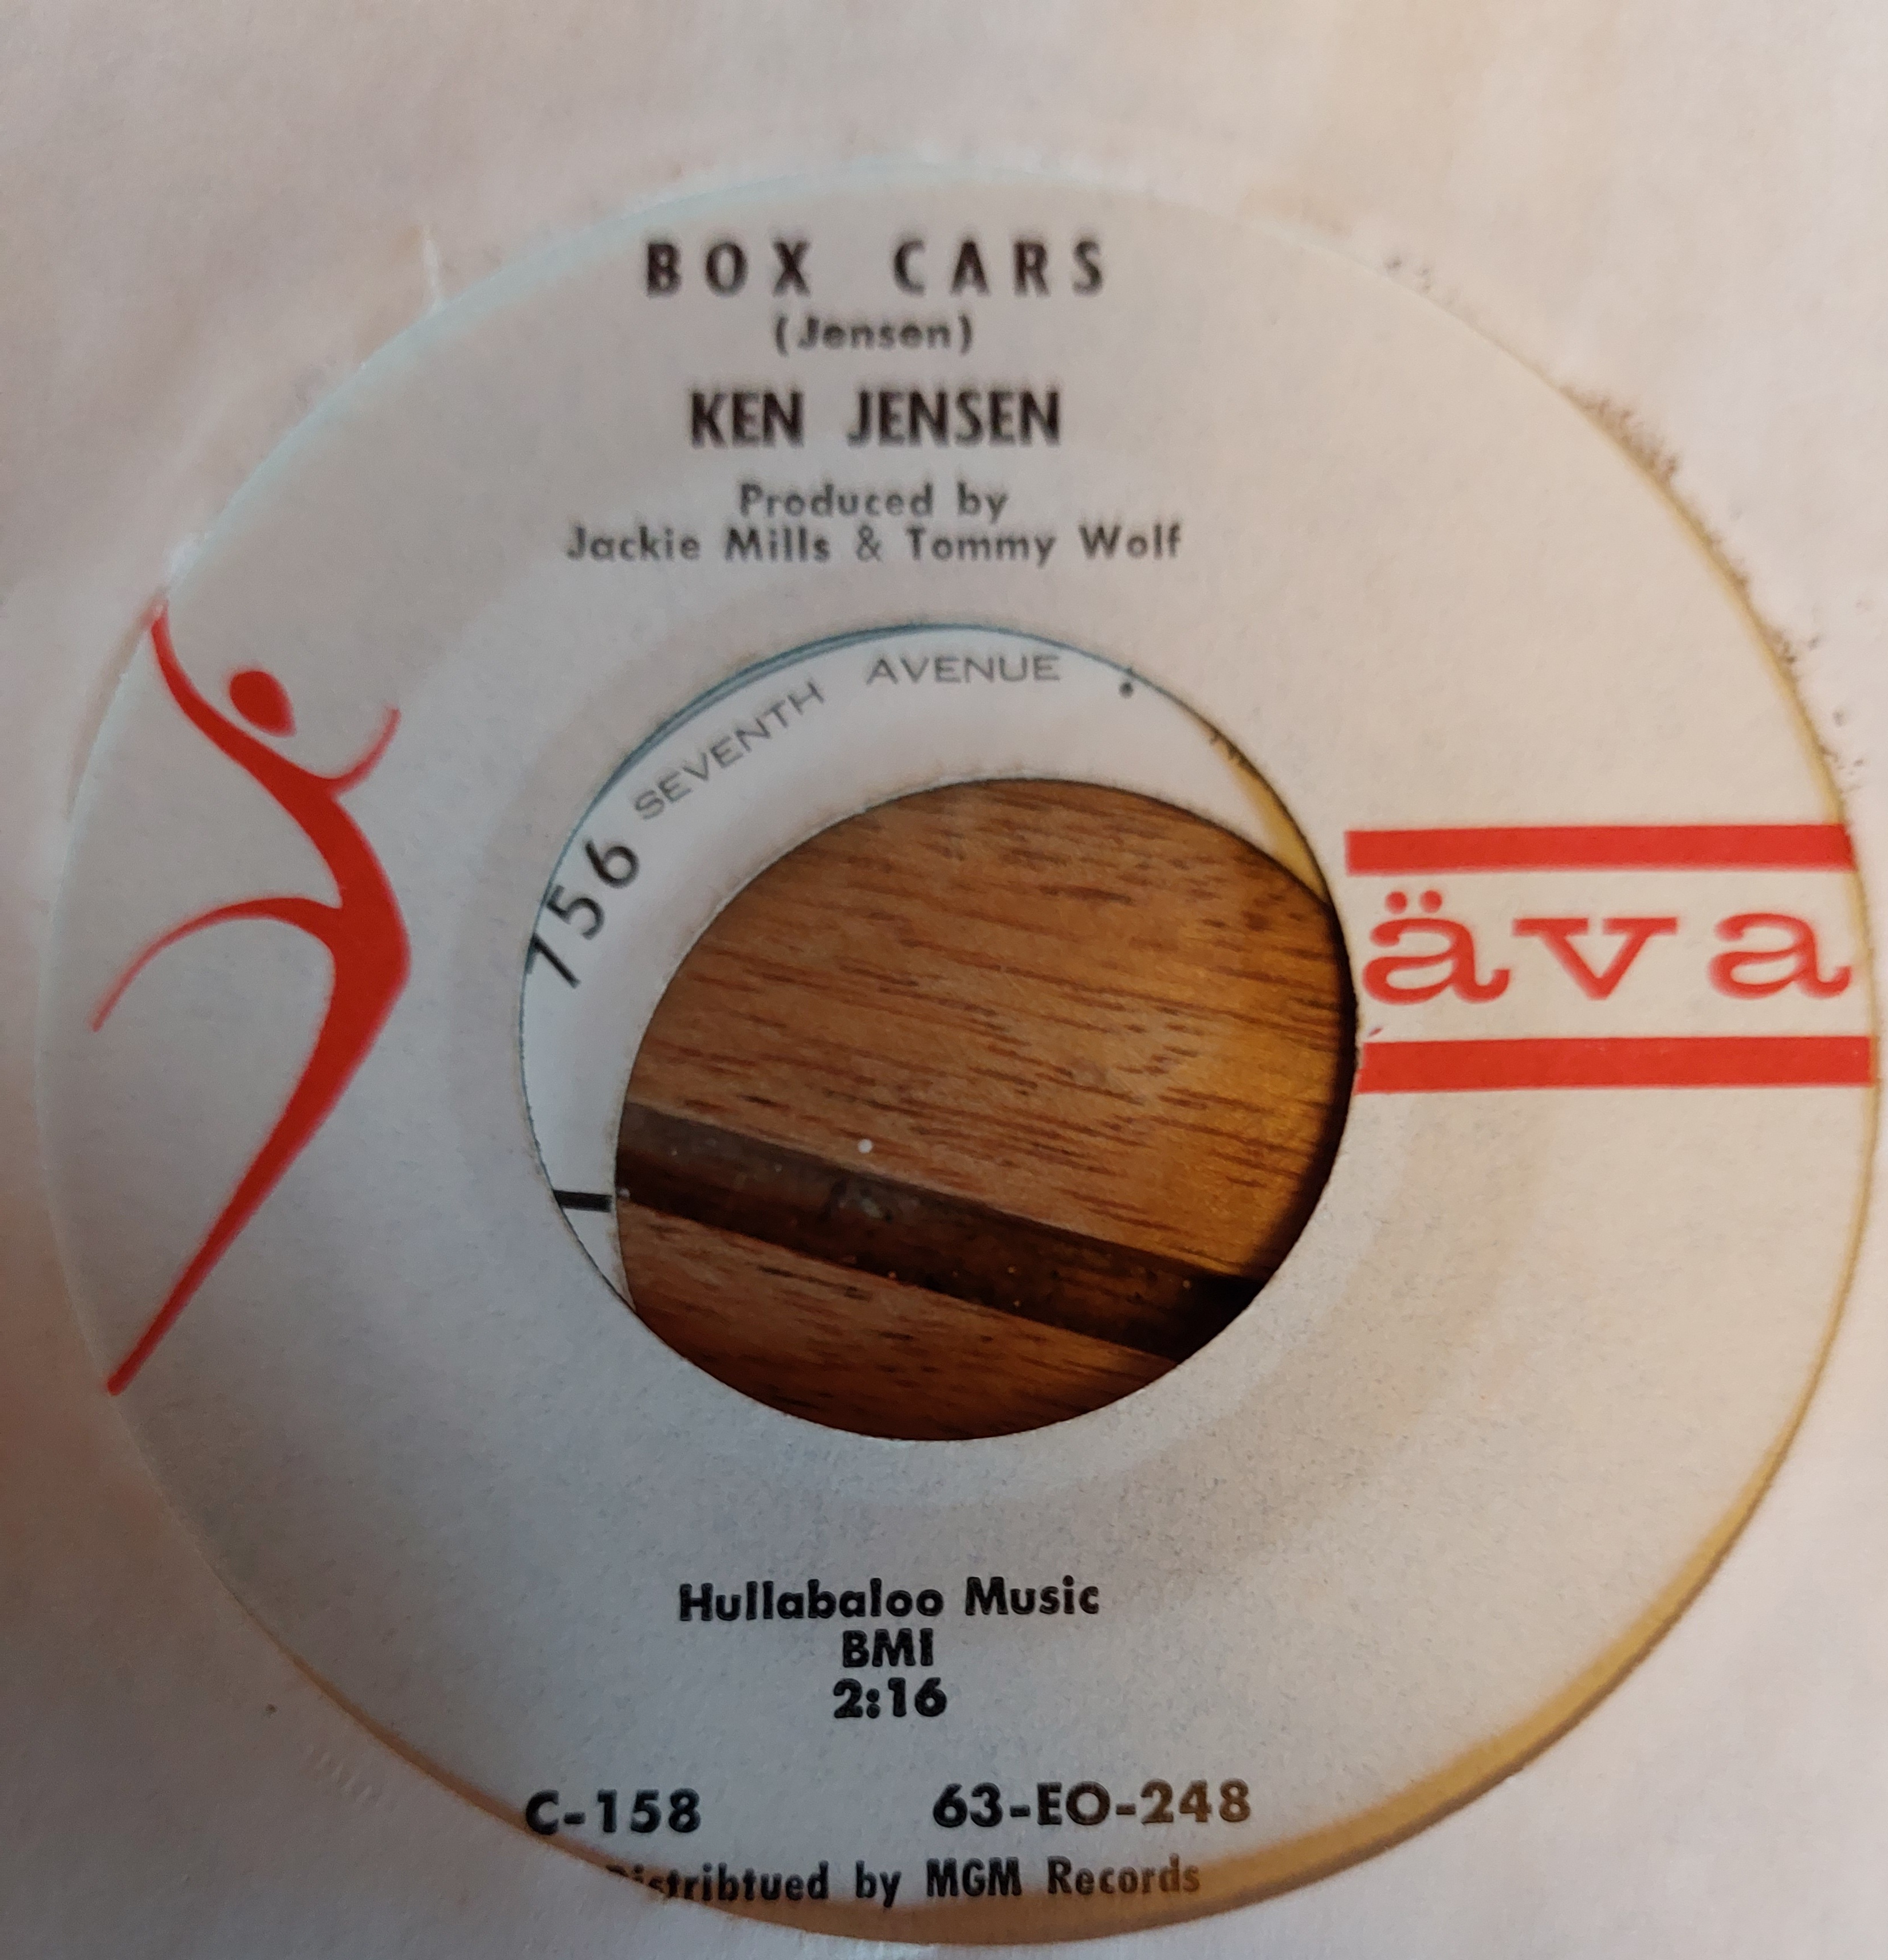 BOX CARS
(Jensen)
KEN JENSEN
Produced by
Jackie Mills & Tommy Wolf
756 SEVENTH AVENUE
äva
Hullabaloo Music
BMI
2:16
C-158 63-EO-248
Distribtued by MGM Records